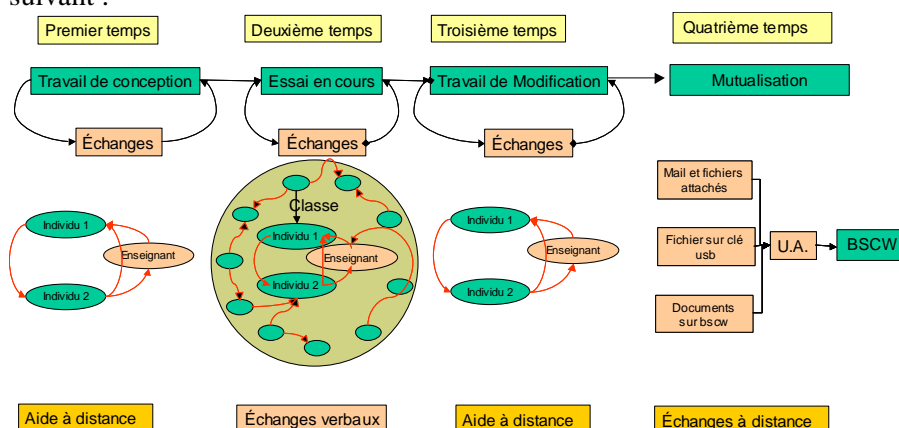 suivant :
Premier temps
Deuxième temps
Troisième temps
Quatrième temps
Travail de conception
Essai en cours
Travail de Modification
Mutualisation
Échanges
Échanges
Échanges
Classe
Individu 1
Enseignant
Individu 2
Individu 1
Enseignant
Individu 2
Individu 1
Enseignant
Individu 2
Mail et fichiers
attachés
Fichier sur clé
usb
Documents
sur bscw
U.A.
BSCW
Aide à distance
Échanges verbaux
Aide à distance
Échanges à distance